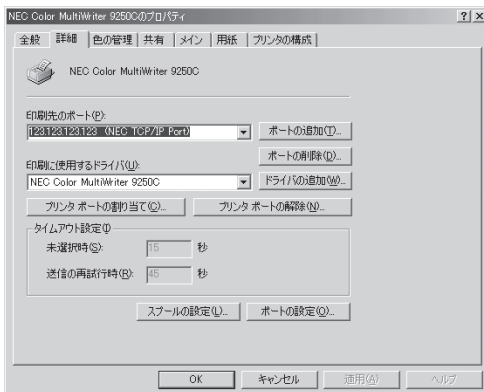 NEC Color MultiWriter 9250Cのプロパティ
全般 詳細 色の管理 共有 メイン 用紙 プリンタの構成
NEC Color MultiWriter 9250C
印刷先のポート(P):
123.123.123.123 (NEC TCP/IP Port)
ポートの追加(T)...
ポートの削除(D)...
印刷に使用するドライバ(U):
NEC Color MultiWriter 9250C
ドライバの追加(W)...
プリンタ ポートの割り当て(C)...
プリンタ ポートの解除(N)...
タイムアウト設定
未選択時(S): 15 秒
送信の再試行時(R): 45 秒
スプールの設定(L)...
ポートの設定(O)...
OK キャンセル 適用(A) ヘルプ